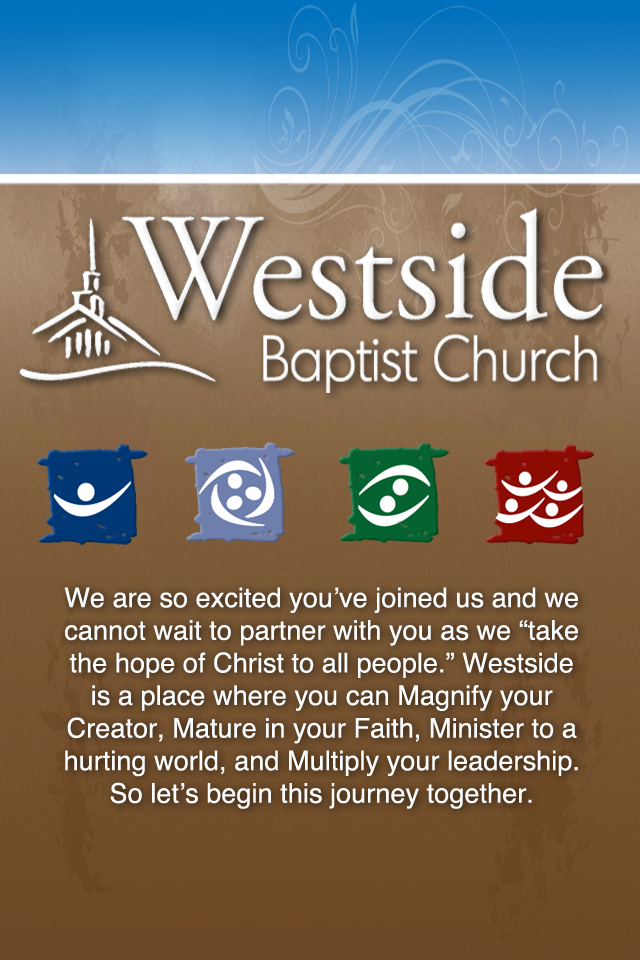 Westside
Baptist Church
We are so excited you’ve joined us and we
cannot wait to partner with you as we “take
the hope of Christ to all people.” Westside
is a place where you can Magnify your
Creator, Mature in your Faith, Minister to a
hurting world, and Multiply your leadership.
So let’s begin this journey together.